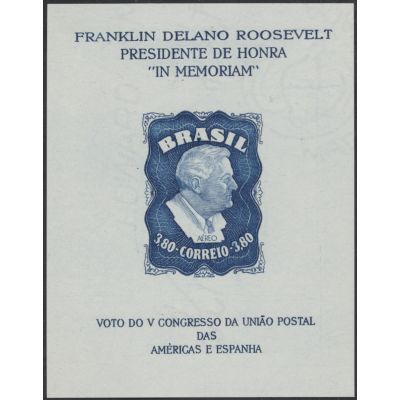 FRANKLIN DELANO ROOSEVELT
PRESIDENTE DE HONRA
"IN MEMORIAM"
BRASIL
AÉREO
3,80-CORREIO-3,80
VOTO DO V CONGRESSO DA UNIÃO POSTAL
DAS
AMÉRICAS E ESPANHA